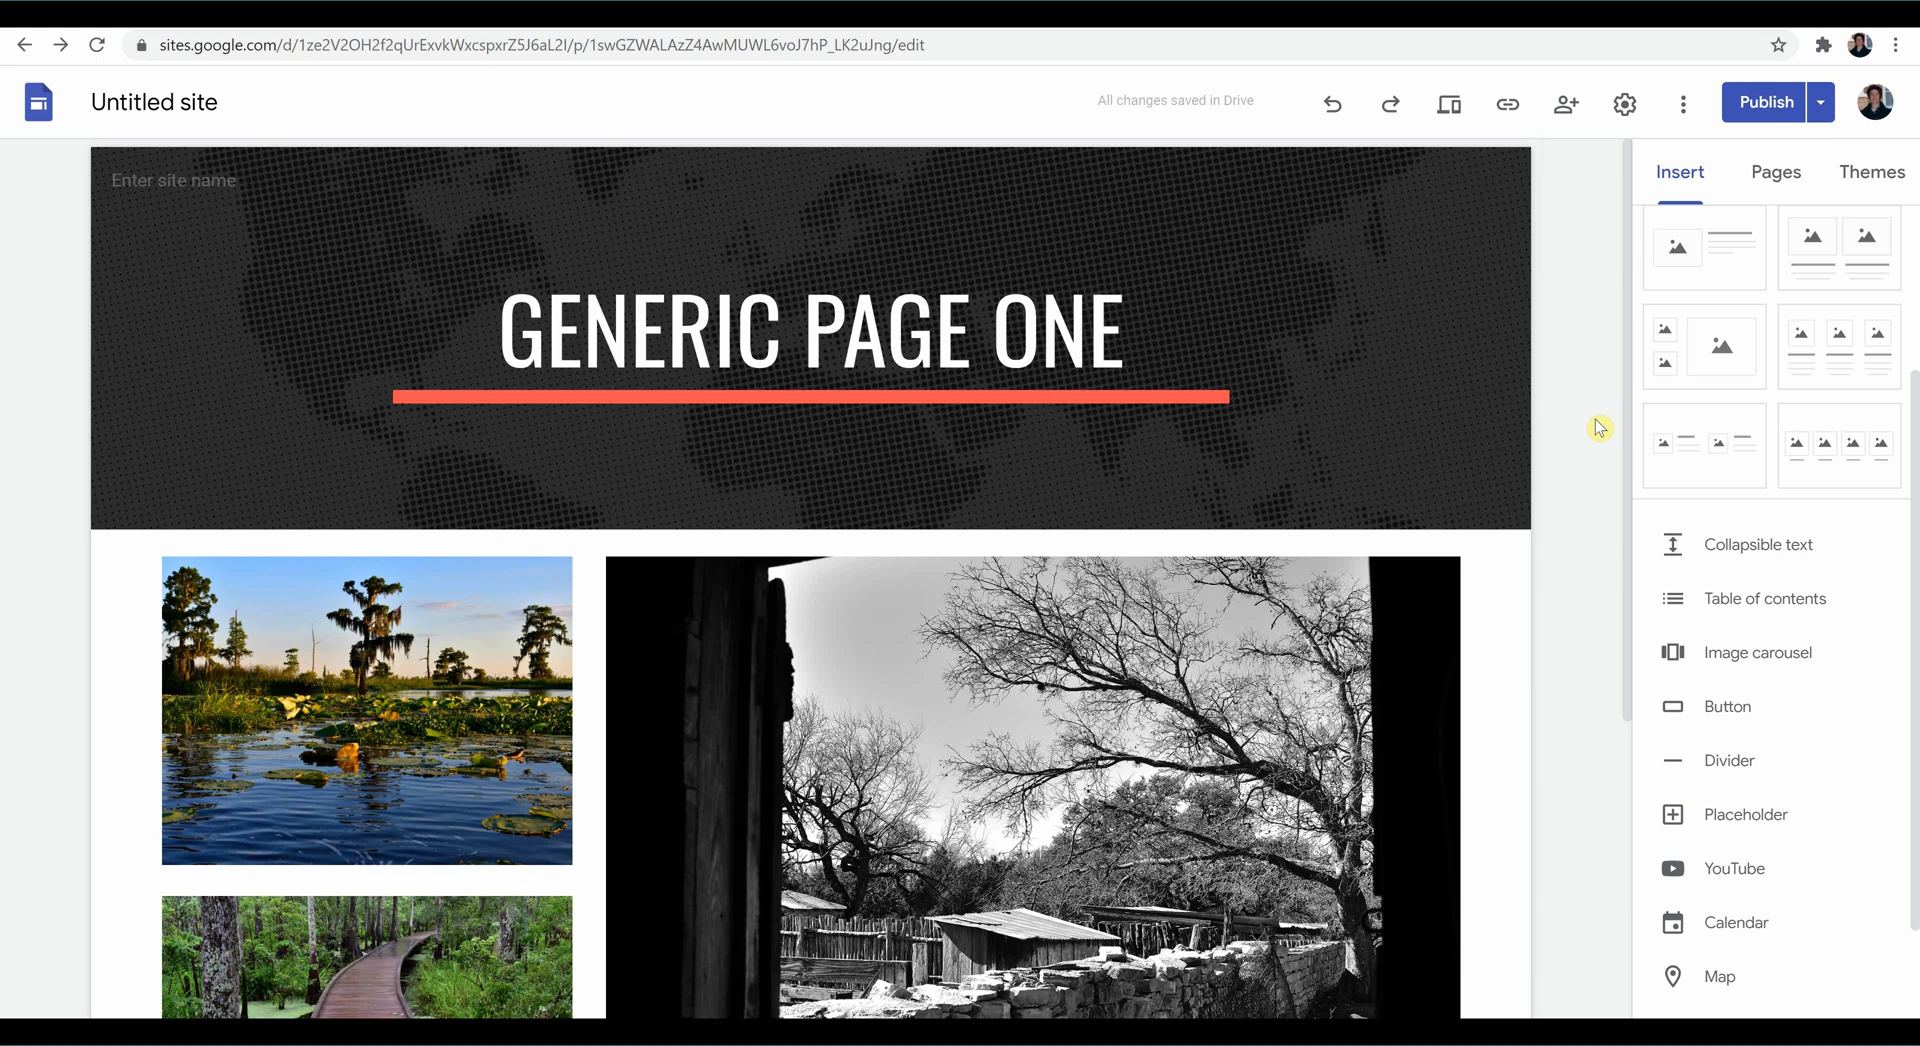 sites.google.com/d/1ze2V2OH2f2qUrExvkWxcspxrZ5J6aL2I/p/1swGZWALAzZ4AwMUWL6voJ7hP_LK2uJng/edit
Untitled site
All changes saved in Drive
Publish
Enter site name
GENERIC PAGE ONE
Insert
Pages
Themes
Collapsible text
Table of contents
Image carousel
Button
Divider
Placeholder
YouTube
Calendar
Map